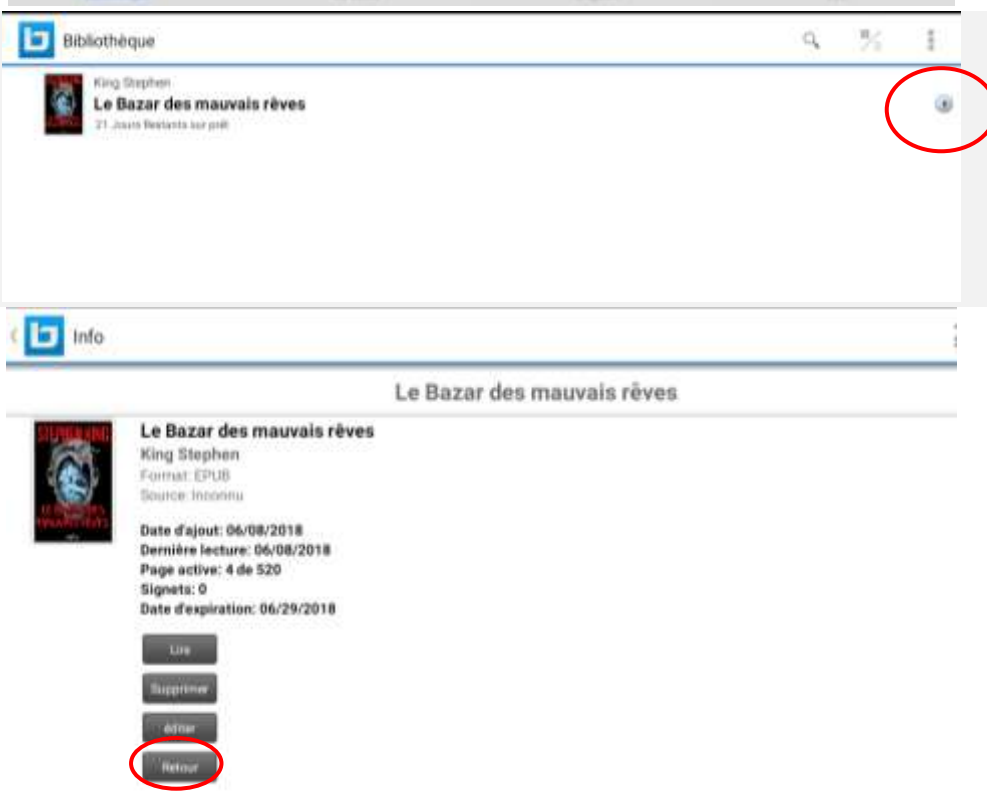 Bibliothèque
King Stephen
Le Bazar des mauvais rêves
21 Jours Restants sur prêt
Info
Le Bazar des mauvais rêves
STEPHEN KING
Le Bazar des mauvais rêves
King Stephen
Format: EPUB
Source: Inconnu
Date d'ajout: 06/08/2018
Dernière lecture: 06/08/2018
Page active: 4 de 520
Signets: 0
Date d'expiration: 06/29/2018
Lire
Supprimer
éditer
Retour